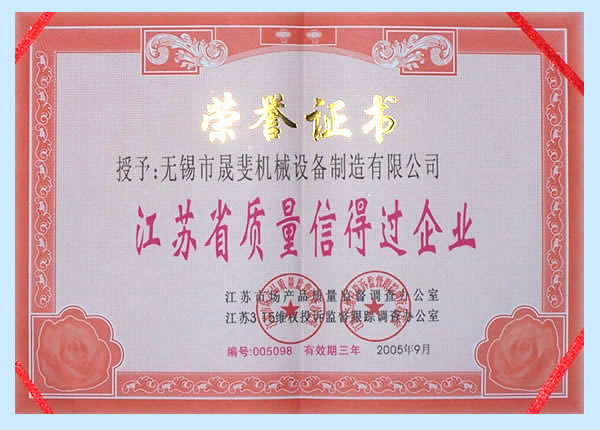 荣誉证书
授予:无锡市晟斐机械设备制造有限公司
江苏省质量信得过企业
江苏市场产品质量监督调查办公室
江苏3.15维权投诉监督跟踪调查办公室
编号:005098 有效期三年 2005年9月